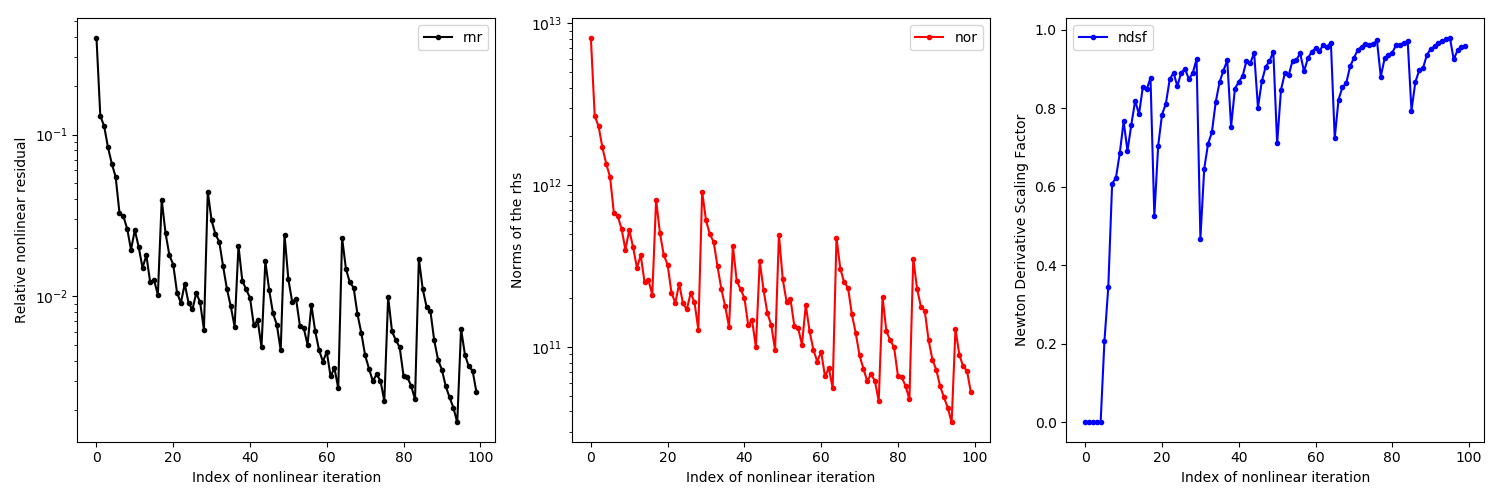 Relative nonlinear residual
10⁻¹
10⁻²
0 20 40 60 80 100
Index of nonlinear iteration
rnr
Norms of the rhs
10¹³
10¹²
10¹¹
0 20 40 60 80 100
Index of nonlinear iteration
nor
Newton Derivative Scaling Factor
1.0
0.8
0.6
0.4
0.2
0.0
0 20 40 60 80 100
Index of nonlinear iteration
ndsf